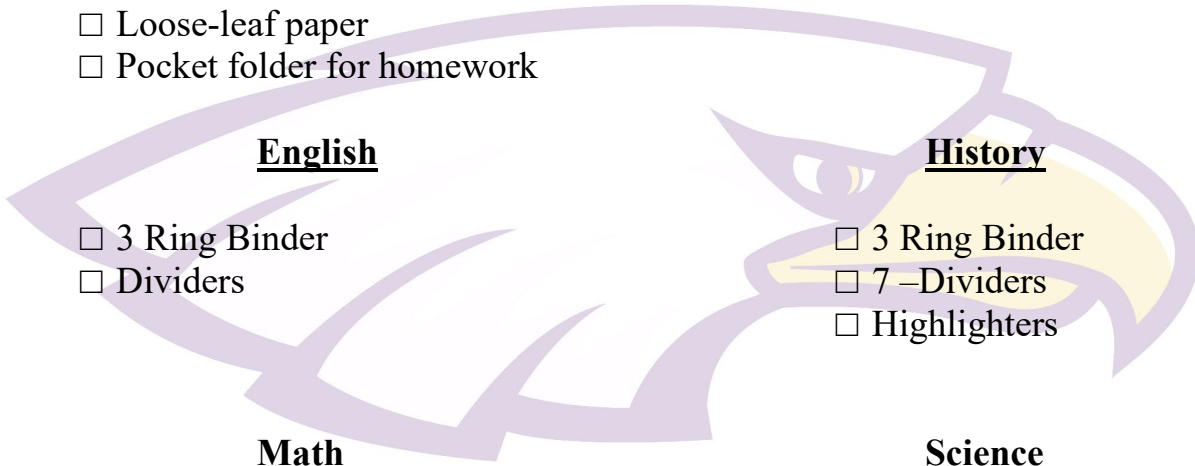 ☐ Loose-leaf paper
☐ Pocket folder for homework
English
☐ 3 Ring Binder
☐ Dividers
History
☐ 3 Ring Binder
☐ 7 –Dividers
☐ Highlighters
Math
Science